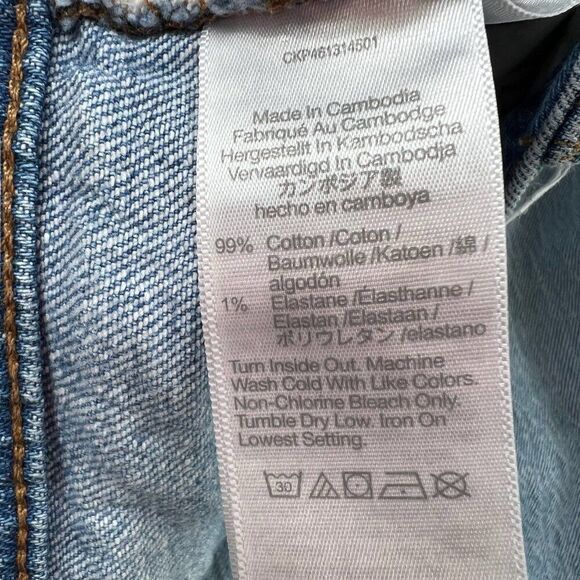 CKP461314501
Made In Cambodia
Fabriqué Au Cambodge
Hergestellt In Kambodscha
Vervaardigd In Cambodja
カンボジア製
hecho en camboya
99% Cotton /Coton /
Baumwolle /Katoen /綿 /
algodón
1% Elastane /Élasthanne /
Elastan /Elastaan /
ポリウレタン /elastano
Turn Inside Out. Machine
Wash Cold With Like Colors.
Non-Chlorine Bleach Only.
Tumble Dry Low. Iron On
Lowest Setting.
30